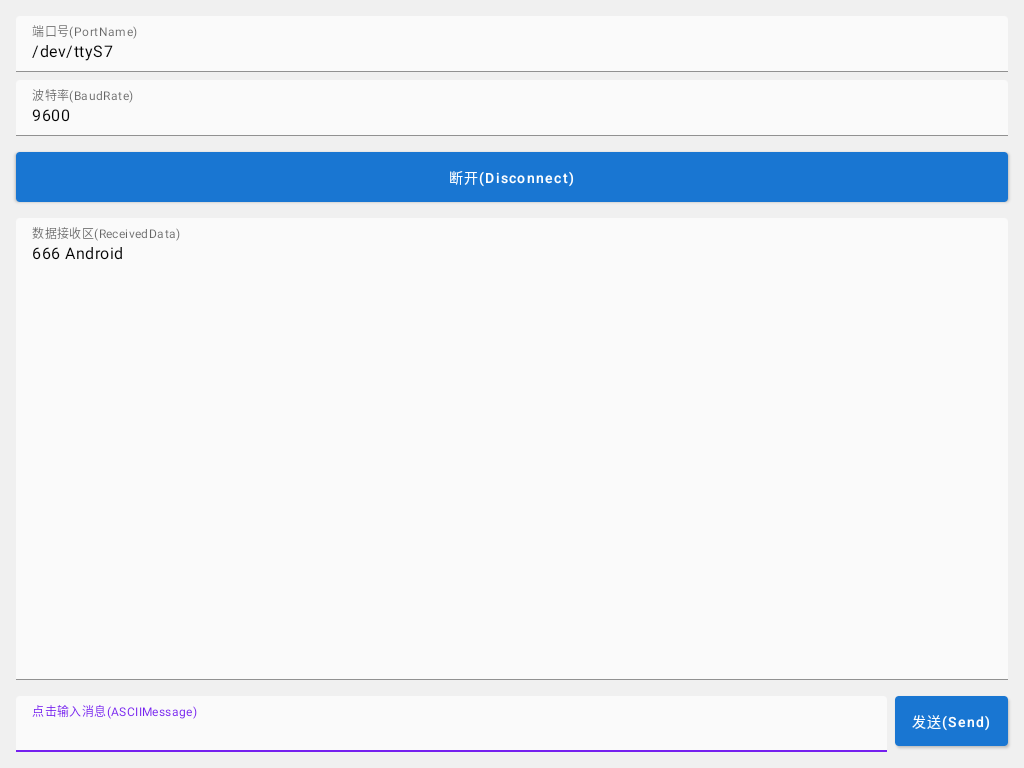 端口号(PortName)
/dev/ttyS7
波特率(BaudRate)
9600
断开(Disconnect)
数据接收区(ReceivedData)
666 Android
点击输入消息(ASCIIMessage)
发送(Send)